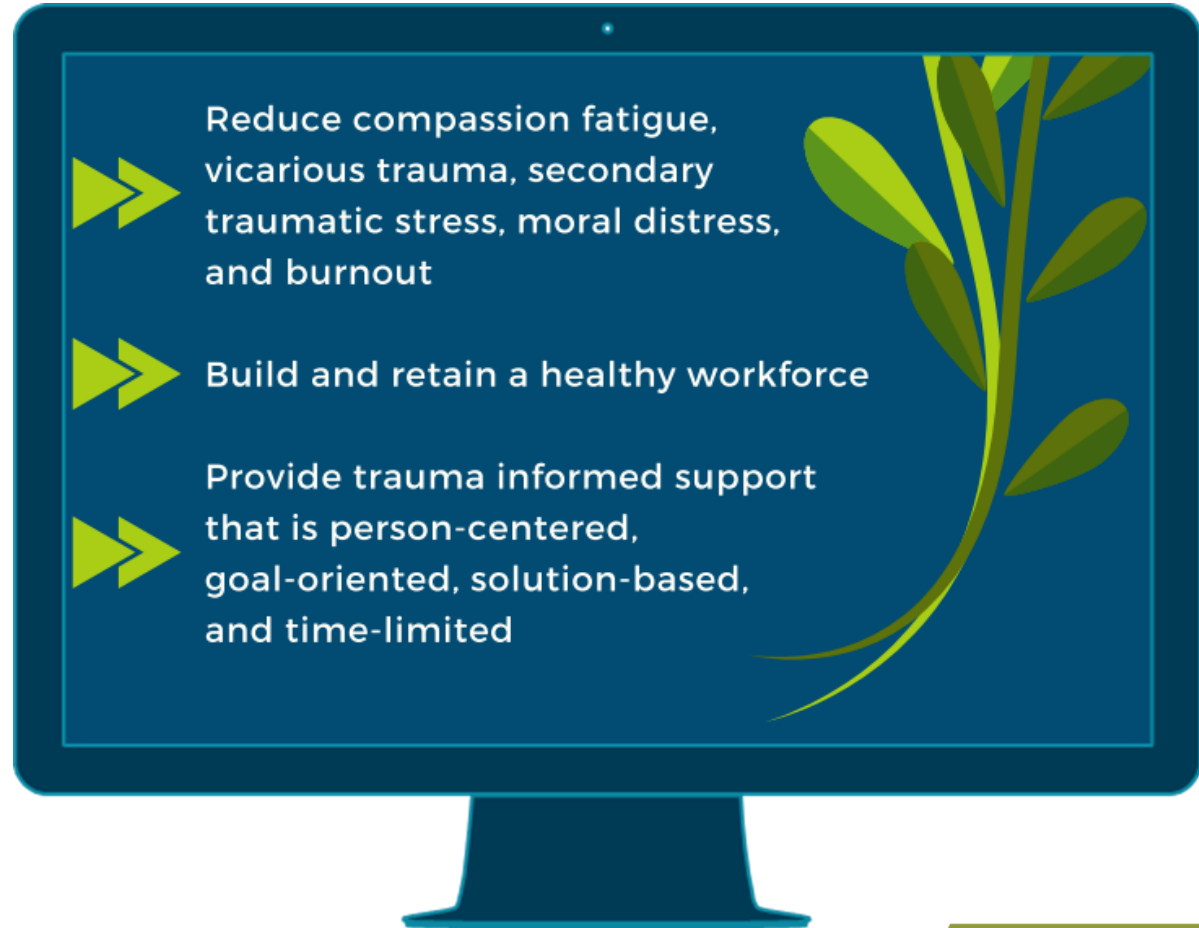 Reduce compassion fatigue,
vicarious trauma, secondary
traumatic stress, moral distress,
and burnout
Build and retain a healthy workforce
Provide trauma informed support
that is person-centered,
goal-oriented, solution-based,
and time-limited